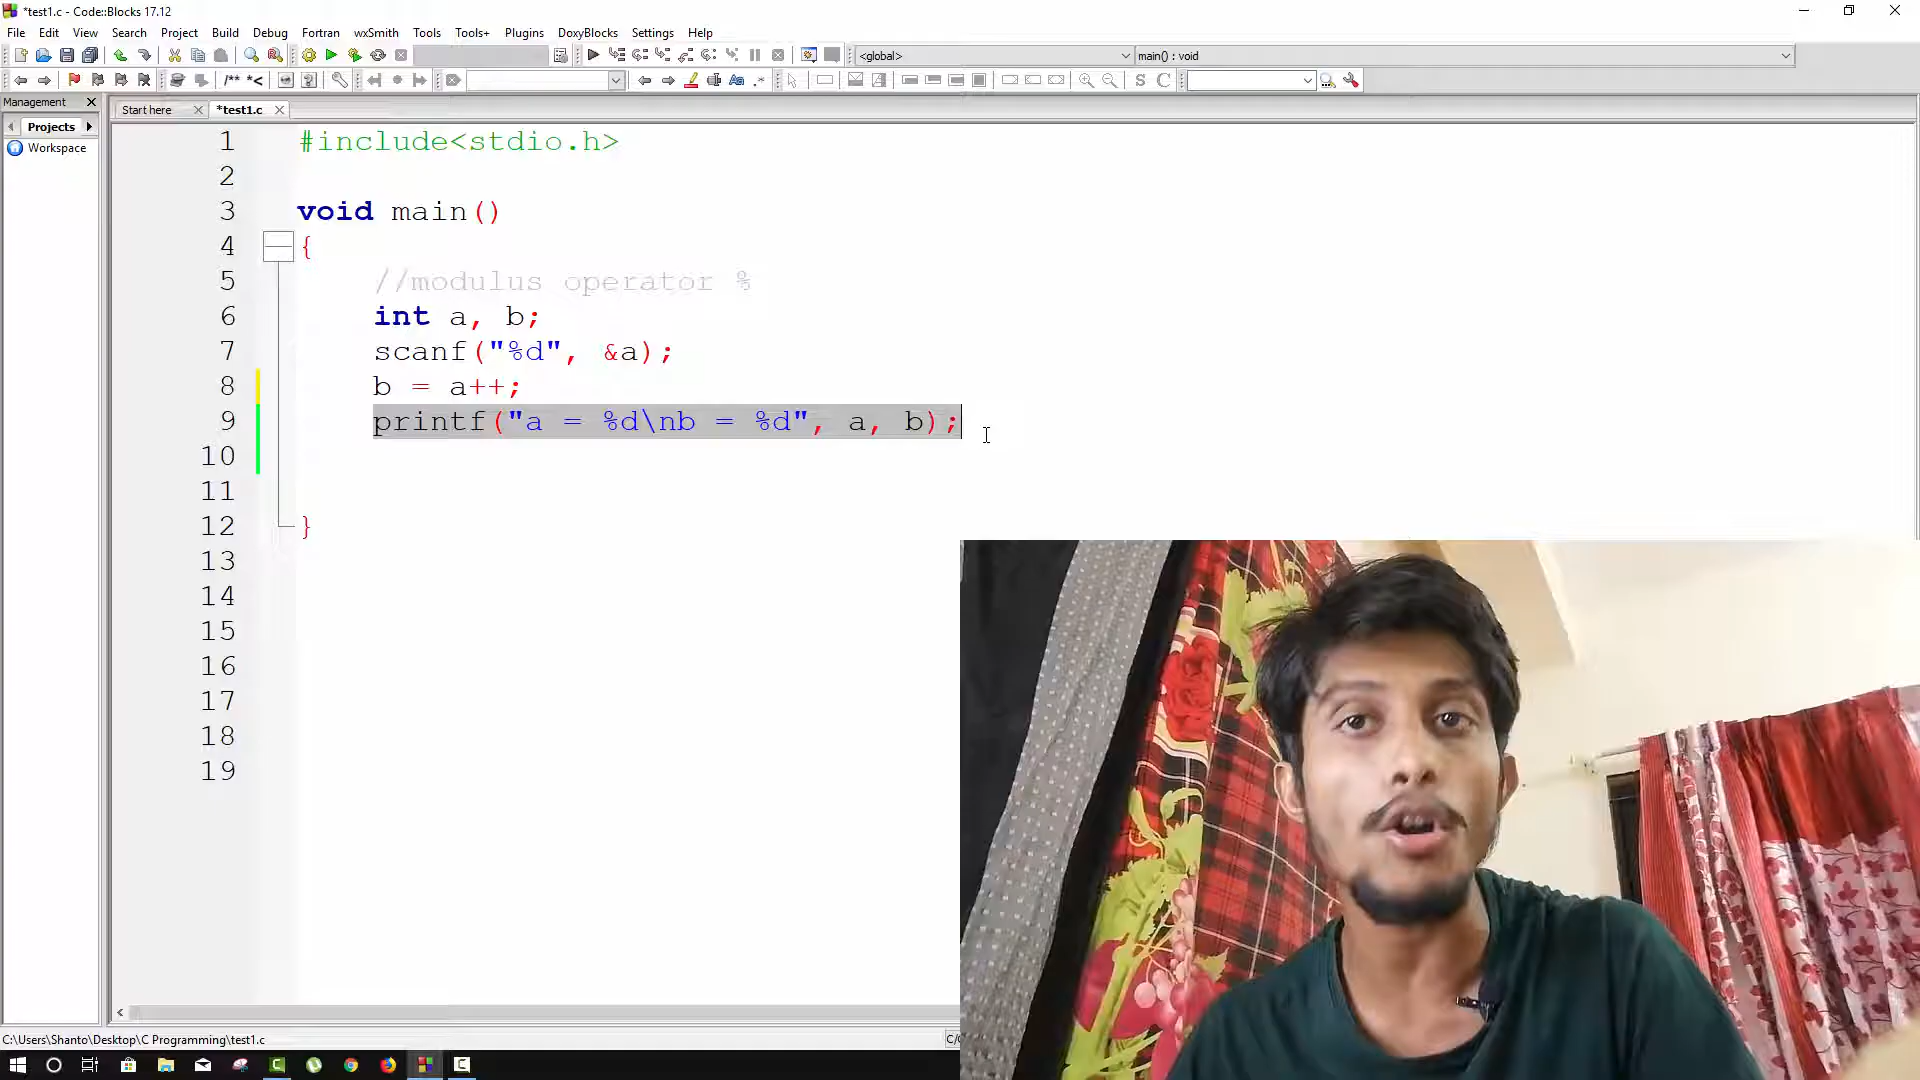 *test1.c - Code::Blocks 17.12
File Edit View Search Project Build Debug Fortran wxSmith Tools Tools+ Plugins DoxyBlocks Settings Help
<global> main() : void
/** *< Aa .* S C
Management
Projects
Workspace
Start here *test1.c
1 #include<stdio.h>
2
3 void main()
4 {
5 //modulus operator %
6 int a, b;
7 scanf("%d", &a);
8 b = a++;
9 printf("a = %d\nb = %d", a, b);
10
11
12 }
13
14
15
16
17
18
19
C:\Users\Shanto\Desktop\C Programming\test1.c